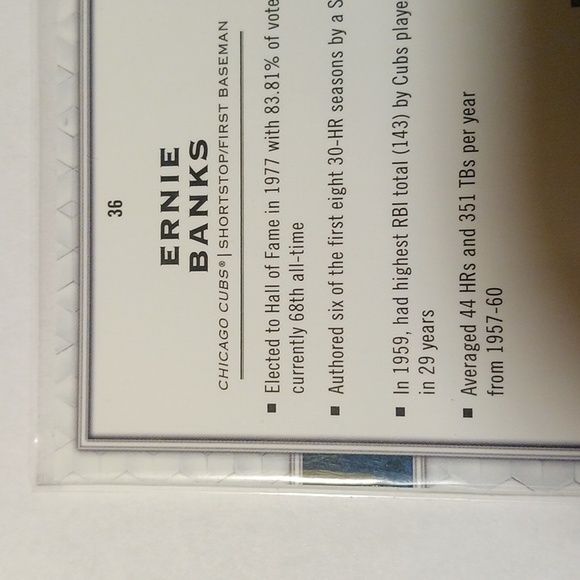 36
ERNIE
BANKS
CHICAGO CUBS® | SHORTSTOP/FIRST BASEMAN
■ Elected to Hall of Fame in 1977 with 83.81% of vote
currently 68th all-time
■ Authored six of the first eight 30-HR seasons by a S
■ In 1959, had highest RBI total (143) by Cubs playe
in 29 years
■ Averaged 44 HRs and 351 TBs per year
from 1957-60